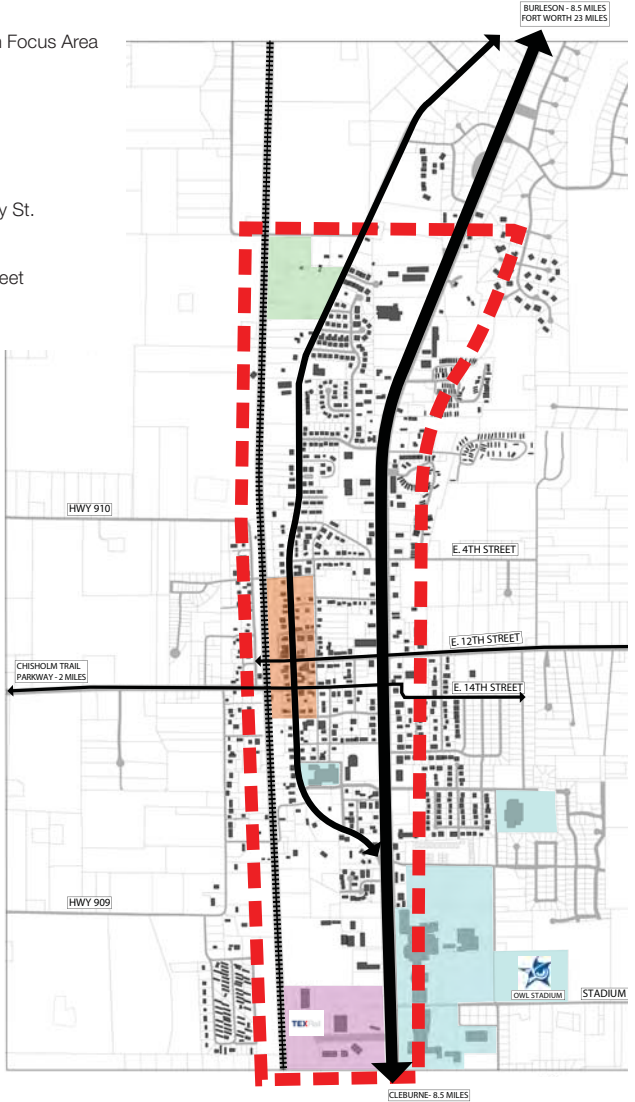 BURLESON - 8.5 MILES
FORT WORTH 23 MILES
Focus Area
y St.
eet
HWY 910
E. 4TH STREET
E. 12TH STREET
CHISHOLM TRAIL
PARKWAY - 2 MILES
E. 14TH STREET
HWY 909
OWL STADIUM
STADIUM
TEX
CLEBURNE- 8.5 MILES